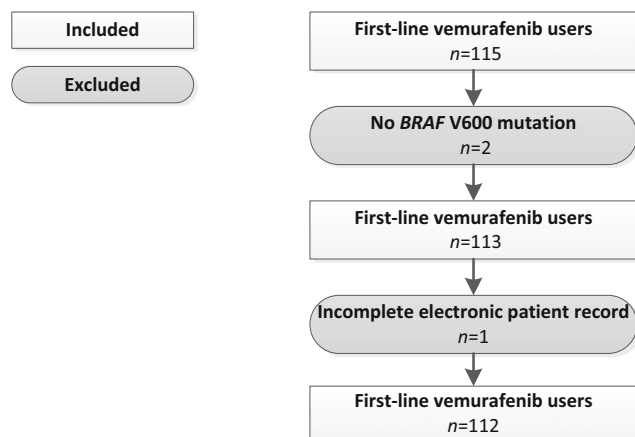 Included
Excluded
First-line vemurafenib users
n=115
No BRAF V600 mutation
n=2
First-line vemurafenib users
n=113
Incomplete electronic patient record
n=1
First-line vemurafenib users
n=112